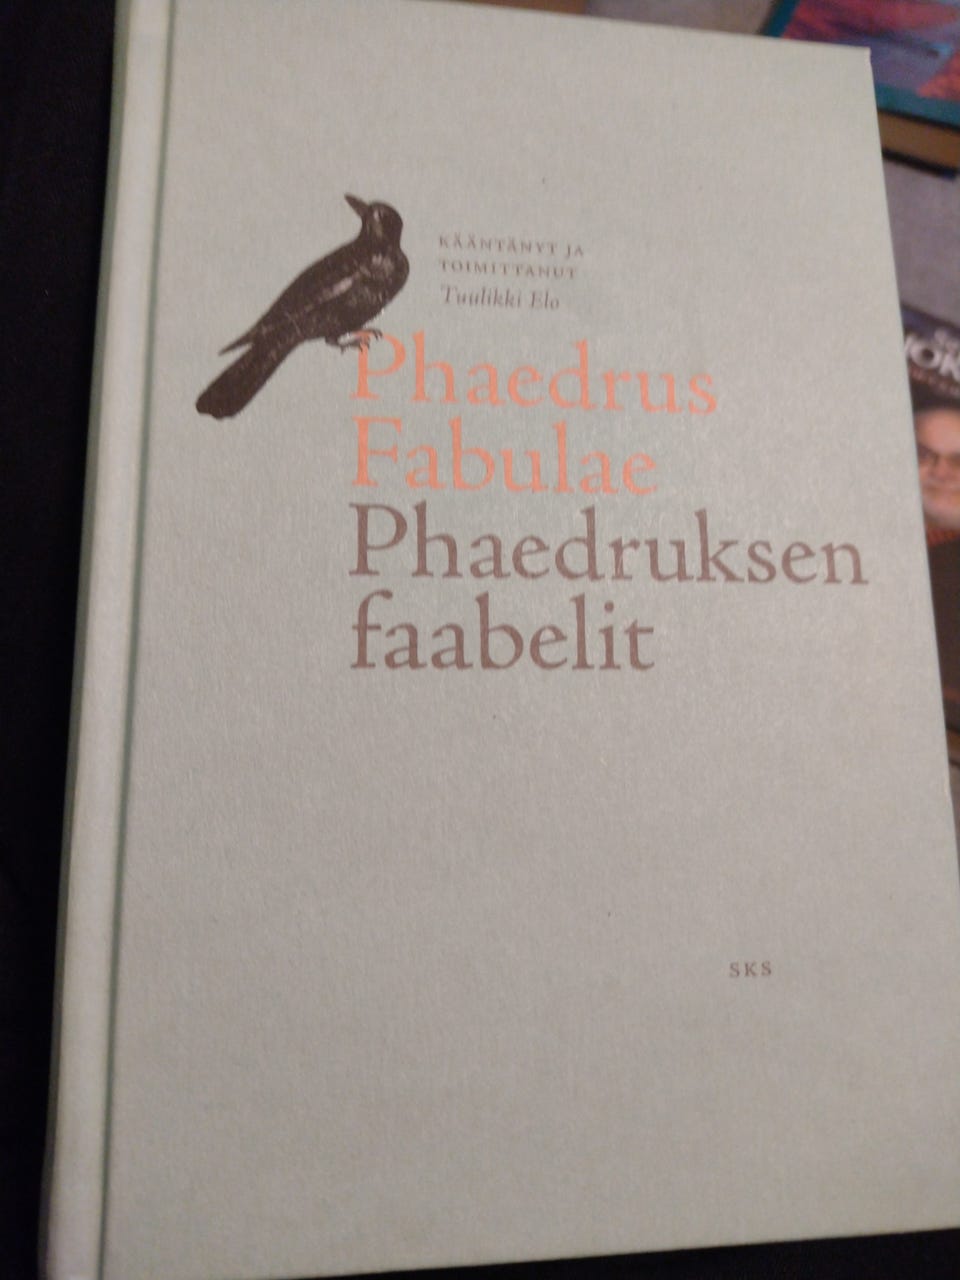 KÄÄNTÄNYT JA
TOIMITTANUT
Tuulikki Elo
Phaedrus
Fabulae
Phaedruksen
faabelit
SKS